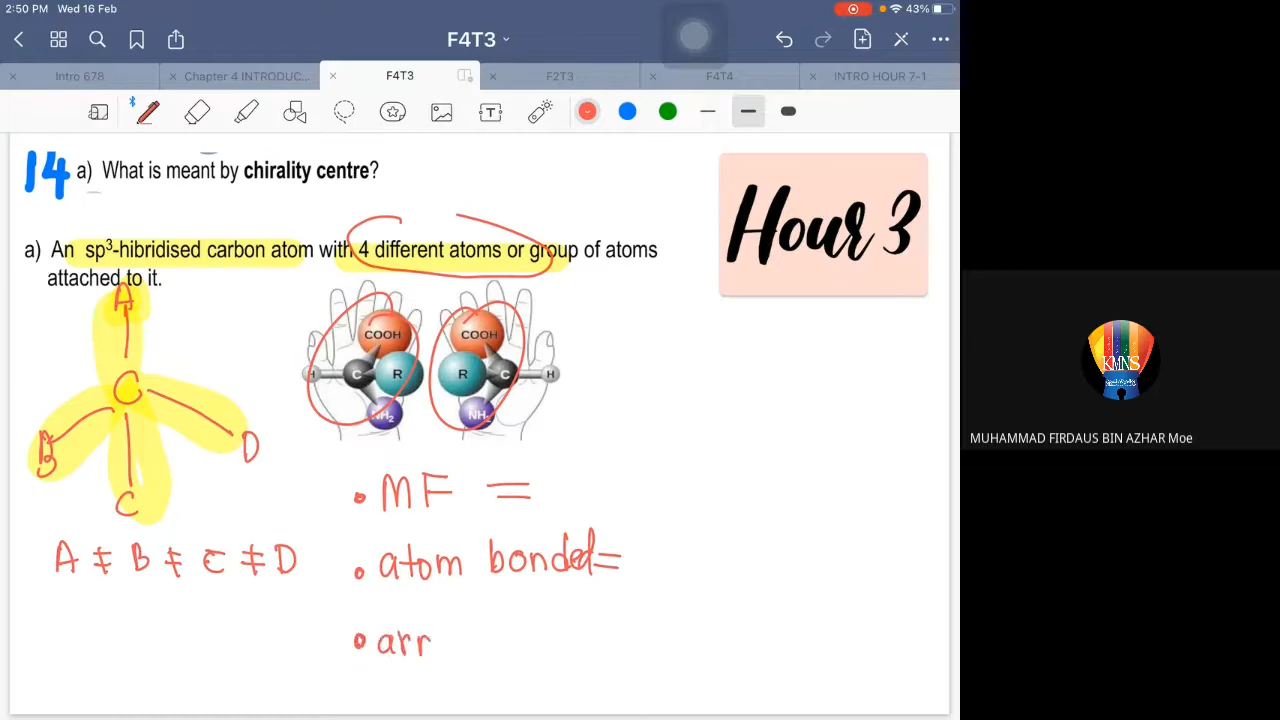 2:50 PM Wed 16 Feb
43%
F4T3
Intro 678
Chapter 4 INTRODUC...
F4T3
F2T3
F4T4
INTRO HOUR 7-1
T
14 a) What is meant by chirality centre?
Hour 3
a) An sp³-hibridised carbon atom with 4 different atoms or group of atoms
attached to it.
A
C
B
D
C
COOH
H
C
R
NH₂
COOH
R
C
H
NH₂
• MF =
A ≠ B ≠ C ≠ D
• atom bonded=
• arr
KMNS
MUHAMMAD FIRDAUS BIN AZHAR Moe